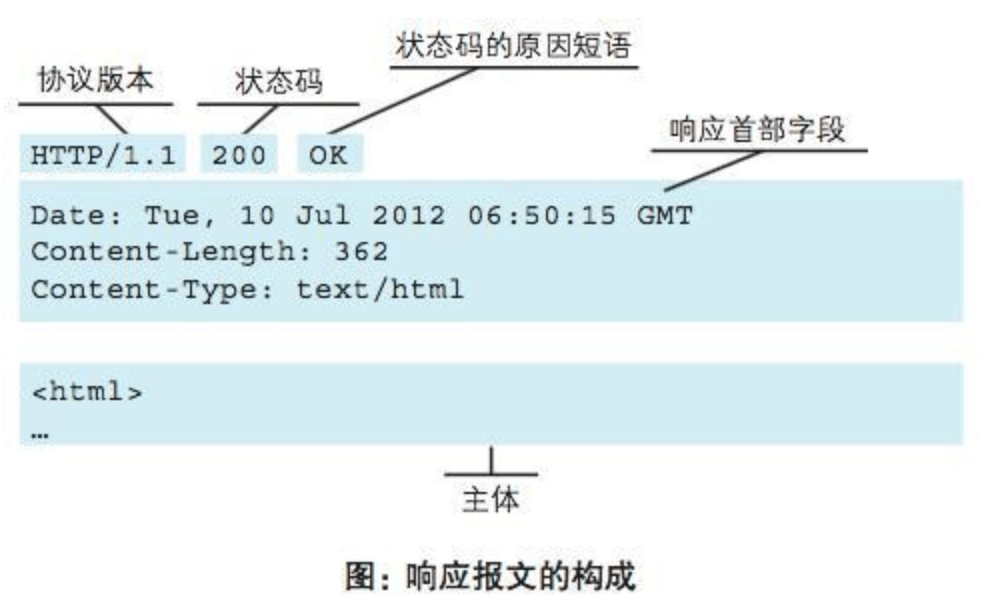 状态码的原因短语
协议版本 状态码
响应首部字段
HTTP/1.1 200 OK
Date: Tue, 10 Jul 2012 06:50:15 GMT
Content-Length: 362
Content-Type: text/html
<html>
…
主体
图：响应报文的构成